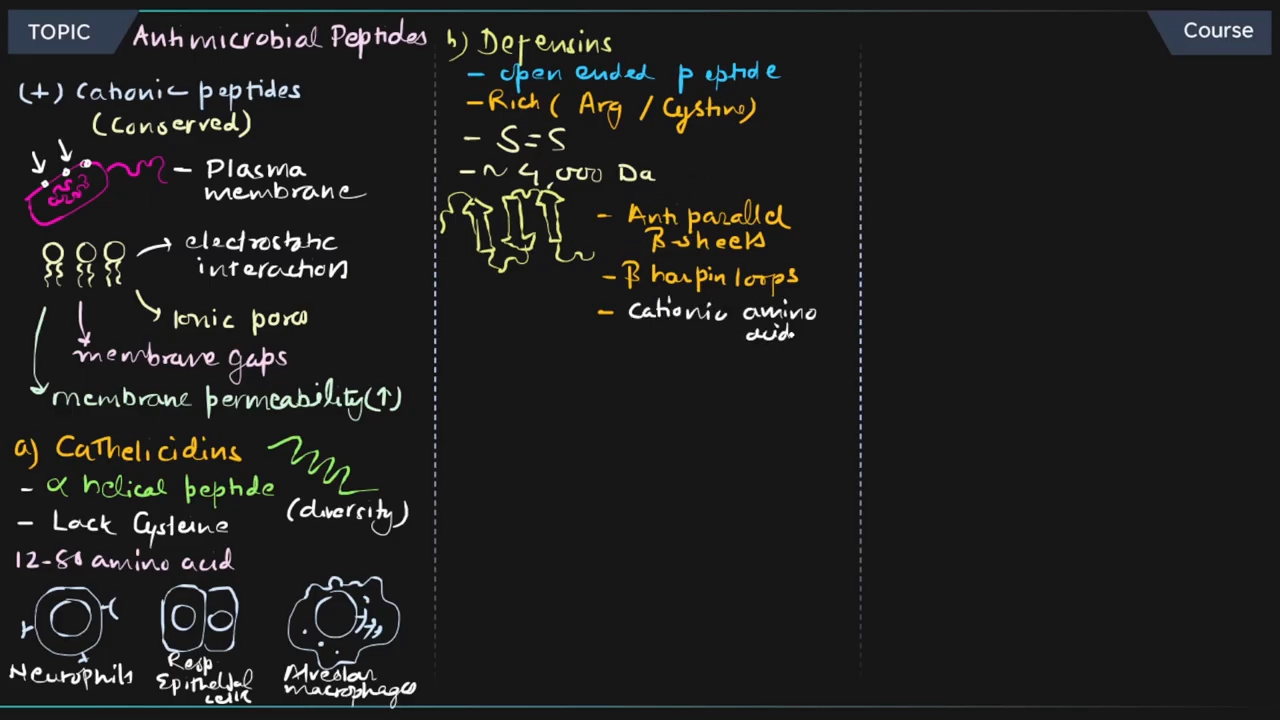 TOPIC
Antimicrobial Peptides
(+) Cationic peptides
(Conserved)
- Plasma
membrane
electrostatic
interaction
Ionic pores
membrane gaps
membrane permeability (↑)
a) Cathelicidins
- α helical peptide
(diversity)
- Lack Cysteine
12-80 amino acid
Neutrophils
Resp
Epithelial
cells
Alveolar
macrophages
b) Defensins
- open ended peptide
- Rich ( Arg / Cystine)
- S=S
- ~ 4,000 Da
- Anti parallel
β-sheets
- β hairpin loops
- Cationic amino
acids
Course